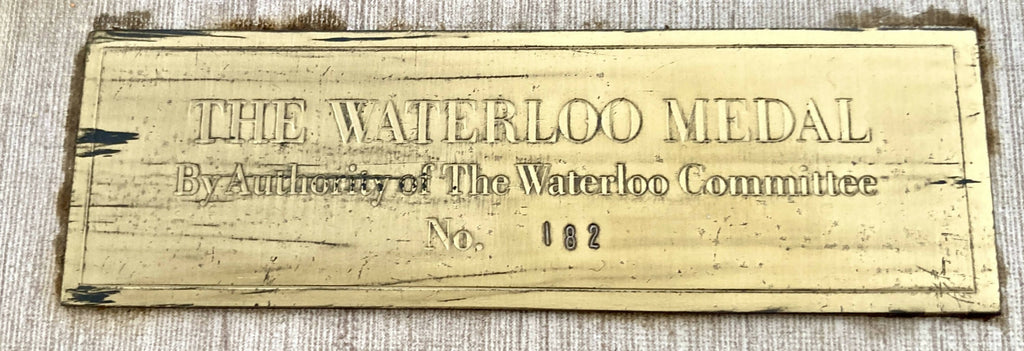 THE WATERLOO MEDAL
By Authority of The Waterloo Committee
No. 182